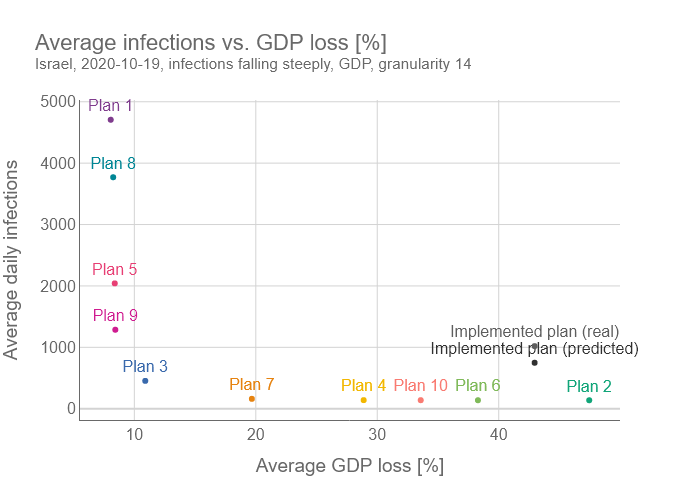 Average infections vs. GDP loss [%]
Israel, 2020-10-19, infections falling steeply, GDP, granularity 14
Average daily infections
5000
4000
3000
2000
1000
0
Plan 1
Plan 8
Plan 5
Plan 9
Implemented plan (real)
Implemented plan (predicted)
Plan 3
Plan 7
Plan 4
Plan 10
Plan 6
Plan 2
10
20
30
40
Average GDP loss [%]